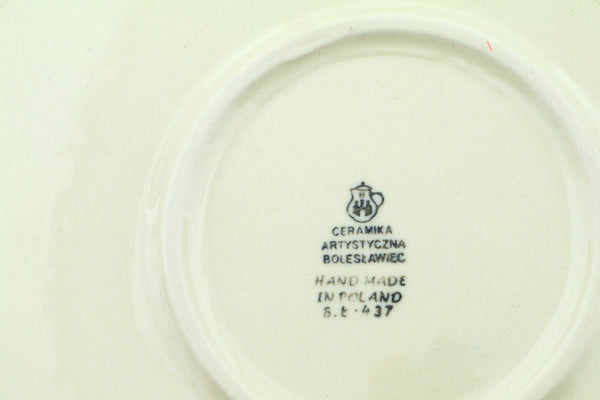 CERAMIKA
ARTYSTYCZNA
BOLESŁAWIEC
HAND MADE
IN POLAND
B.Ł-437